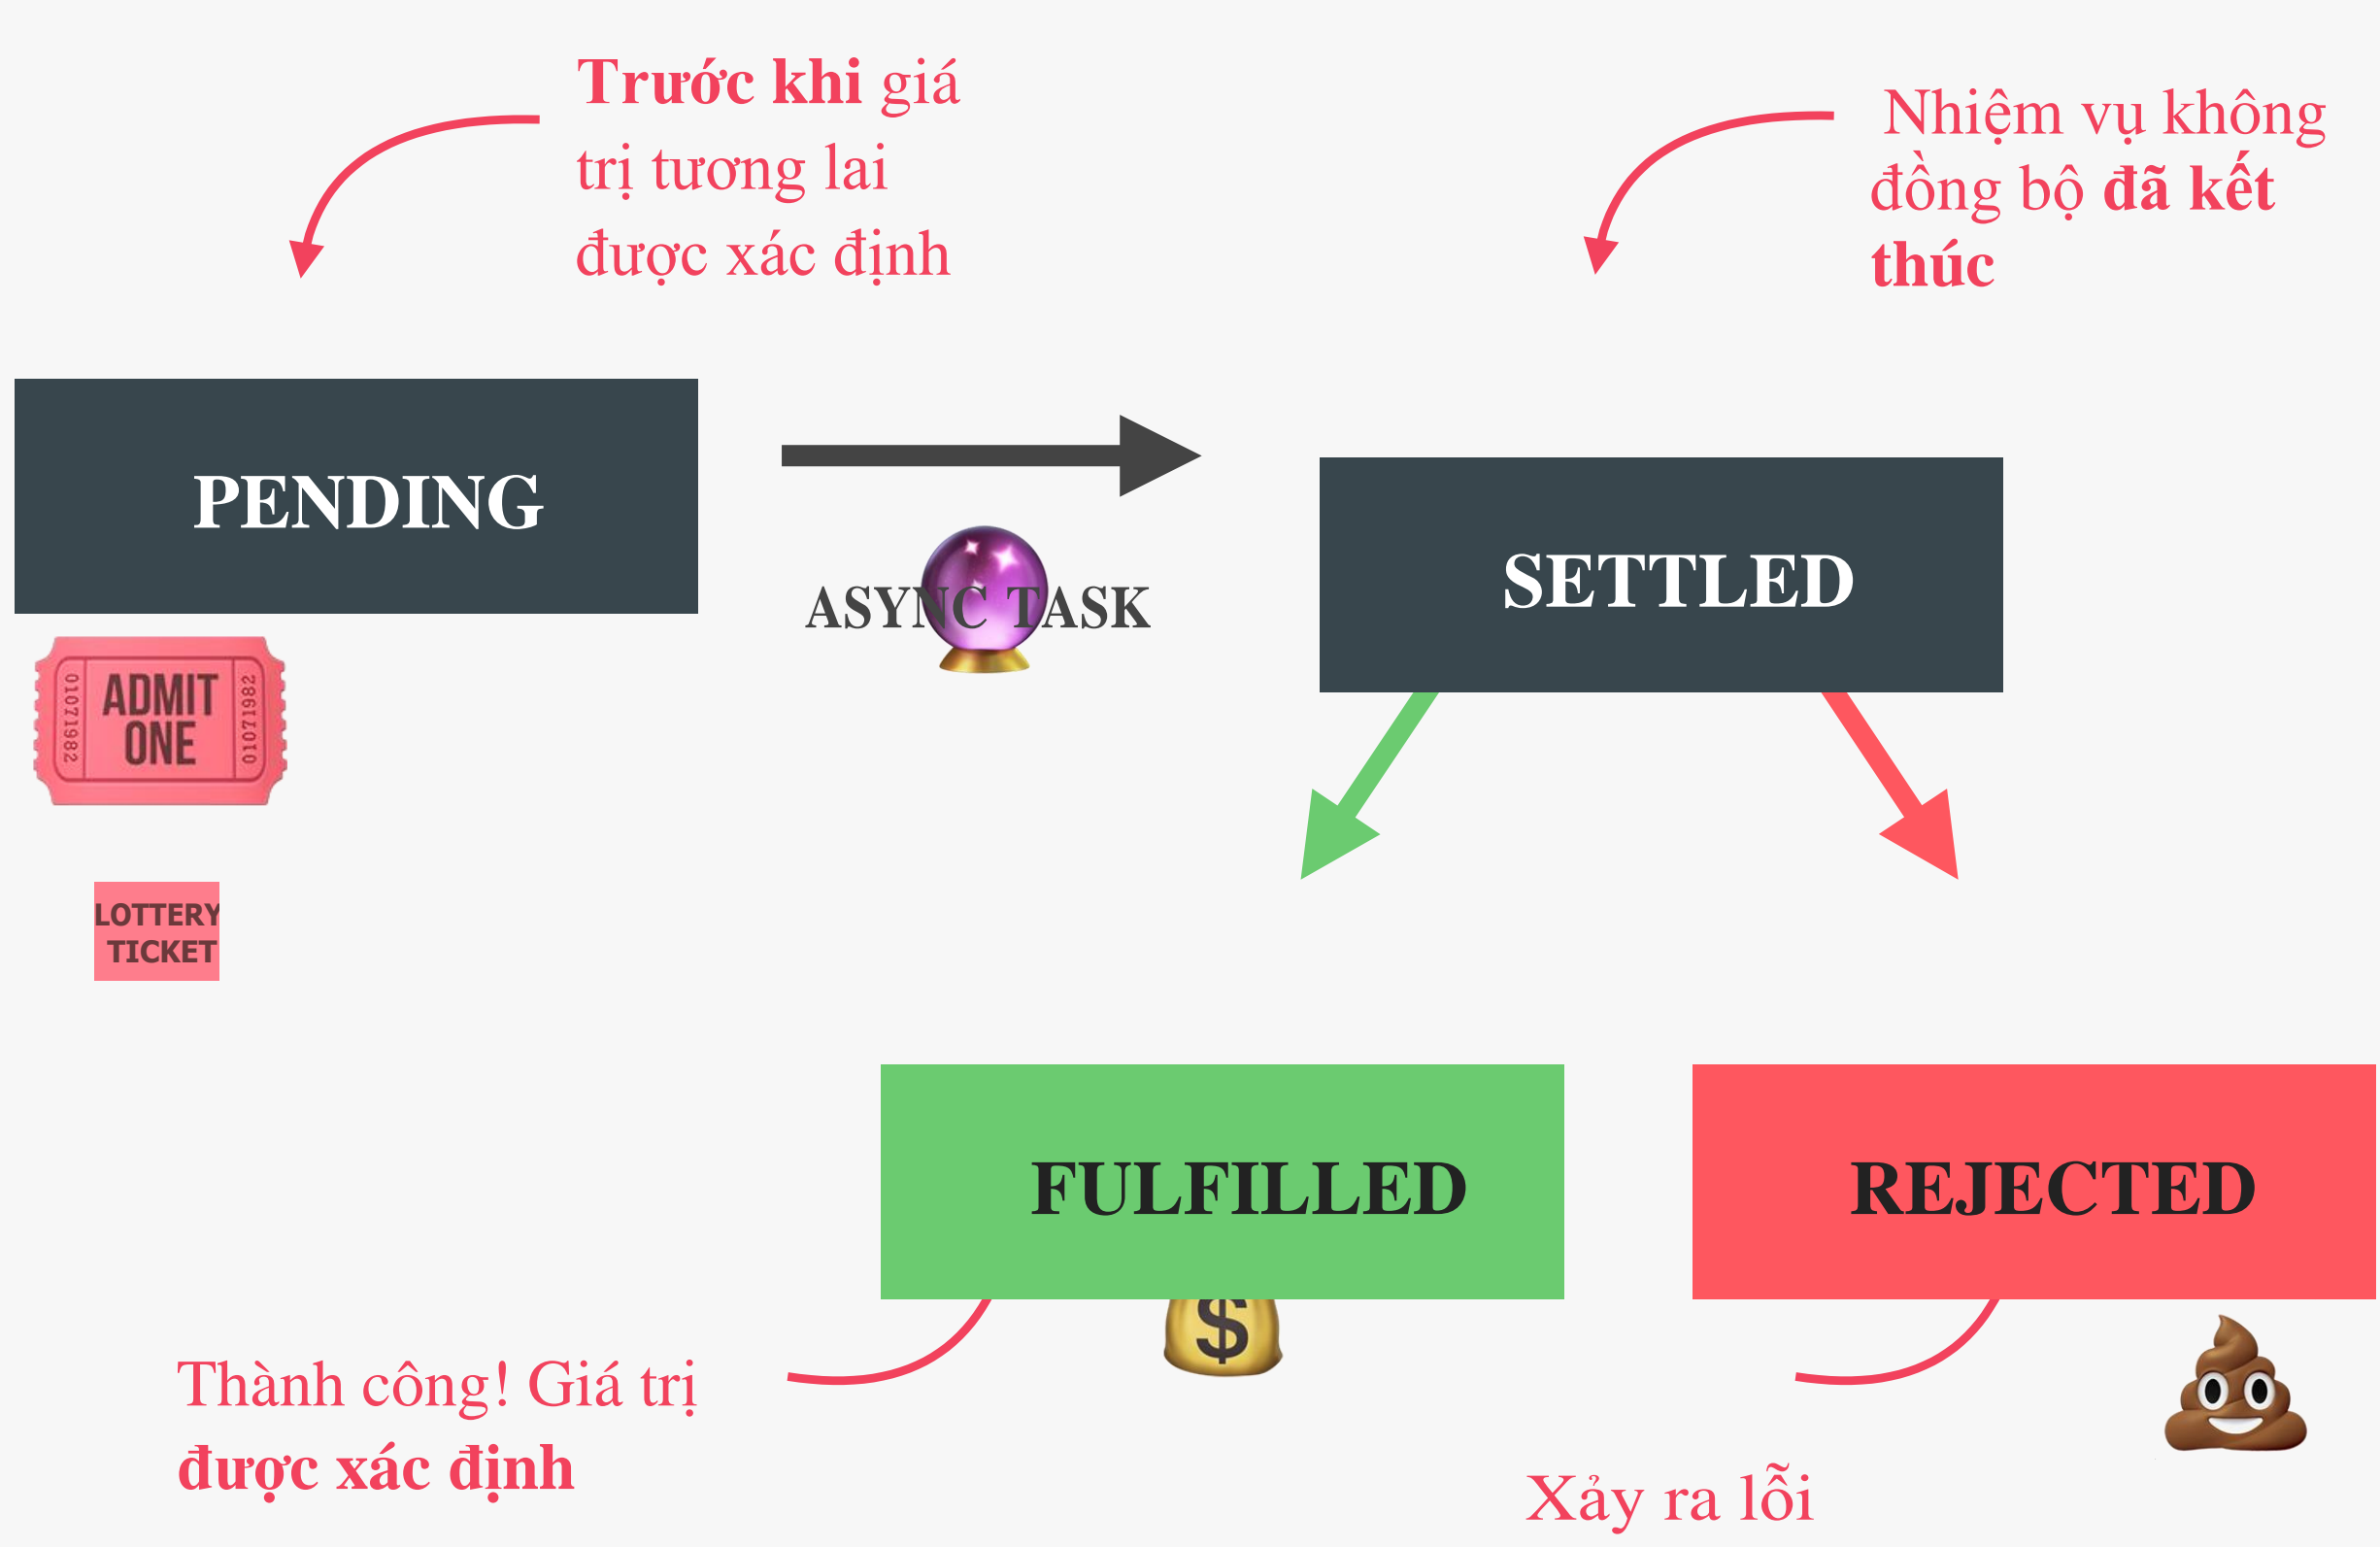 Trước khi giá
trị tương lai
được xác định
Nhiệm vụ không
đồng bộ đã kết
thúc
PENDING
ASYNC TASK
SETTLED
ADMIT
ONE
01071982
01071982
LOTTERY
TICKET
FULFILLED
REJECTED
$
Thành công! Giá trị
được xác định
Xảy ra lỗi